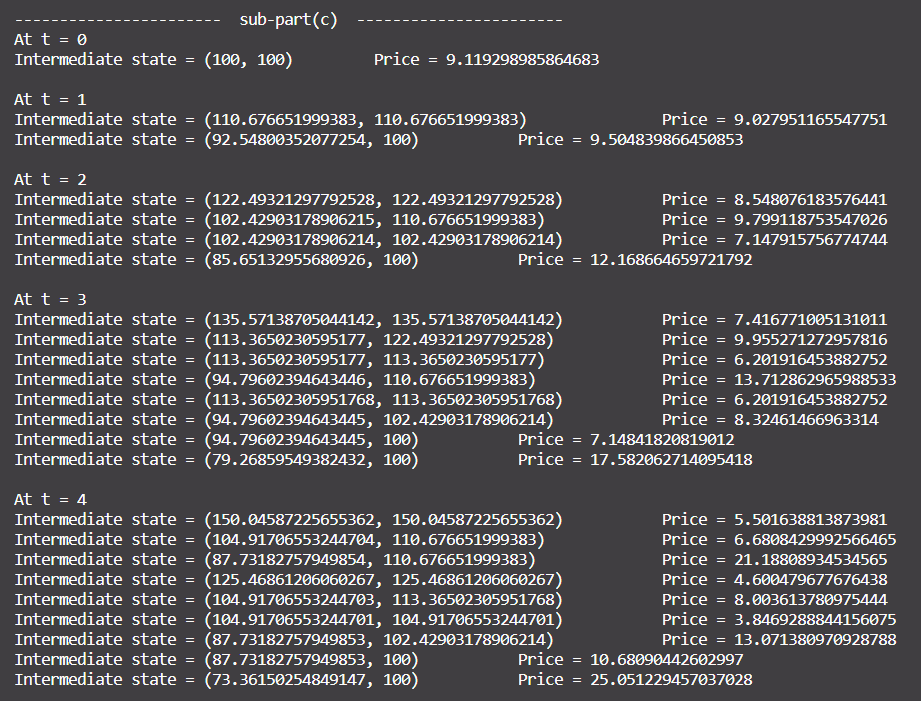 ----------------------- sub-part(c) -----------------------
At t = 0
Intermediate state = (100, 100) Price = 9.119298985864683
At t = 1
Intermediate state = (110.676651999383, 110.676651999383) Price = 9.027951165547751
Intermediate state = (92.54800352077254, 100) Price = 9.504839866450853
At t = 2
Intermediate state = (122.49321297792528, 122.49321297792528) Price = 8.548076183576441
Intermediate state = (102.42903178906215, 110.676651999383) Price = 9.799118753547026
Intermediate state = (102.42903178906214, 102.42903178906214) Price = 7.147915756774744
Intermediate state = (85.65132955680926, 100) Price = 12.168664659721792
At t = 3
Intermediate state = (135.57138705044142, 135.57138705044142) Price = 7.416771005131011
Intermediate state = (113.3650230595177, 122.49321297792528) Price = 9.955271272957816
Intermediate state = (113.3650230595177, 113.3650230595177) Price = 6.201916453882752
Intermediate state = (94.79602394643446, 110.676651999383) Price = 13.712862965988533
Intermediate state = (113.36502305951768, 113.36502305951768) Price = 6.201916453882752
Intermediate state = (94.79602394643445, 102.42903178906214) Price = 8.32461466963314
Intermediate state = (94.79602394643445, 100) Price = 7.14841820819012
Intermediate state = (79.26859549382432, 100) Price = 17.582062714095418
At t = 4
Intermediate state = (150.04587225655362, 150.04587225655362) Price = 5.501638813873981
Intermediate state = (104.91706553244704, 110.676651999383) Price = 6.6808429992566465
Intermediate state = (87.73182757949854, 110.676651999383) Price = 21.18808934534565
Intermediate state = (125.46861206060267, 125.46861206060267) Price = 4.600479677676438
Intermediate state = (104.91706553244703, 113.36502305951768) Price = 8.003613780975444
Intermediate state = (104.91706553244701, 104.91706553244701) Price = 3.8469288844156075
Intermediate state = (87.73182757949853, 102.42903178906214) Price = 13.071380970928788
Intermediate state = (87.73182757949853, 100) Price = 10.68090442602997
Intermediate state = (73.36150254849147, 100) Price = 25.051229457037028